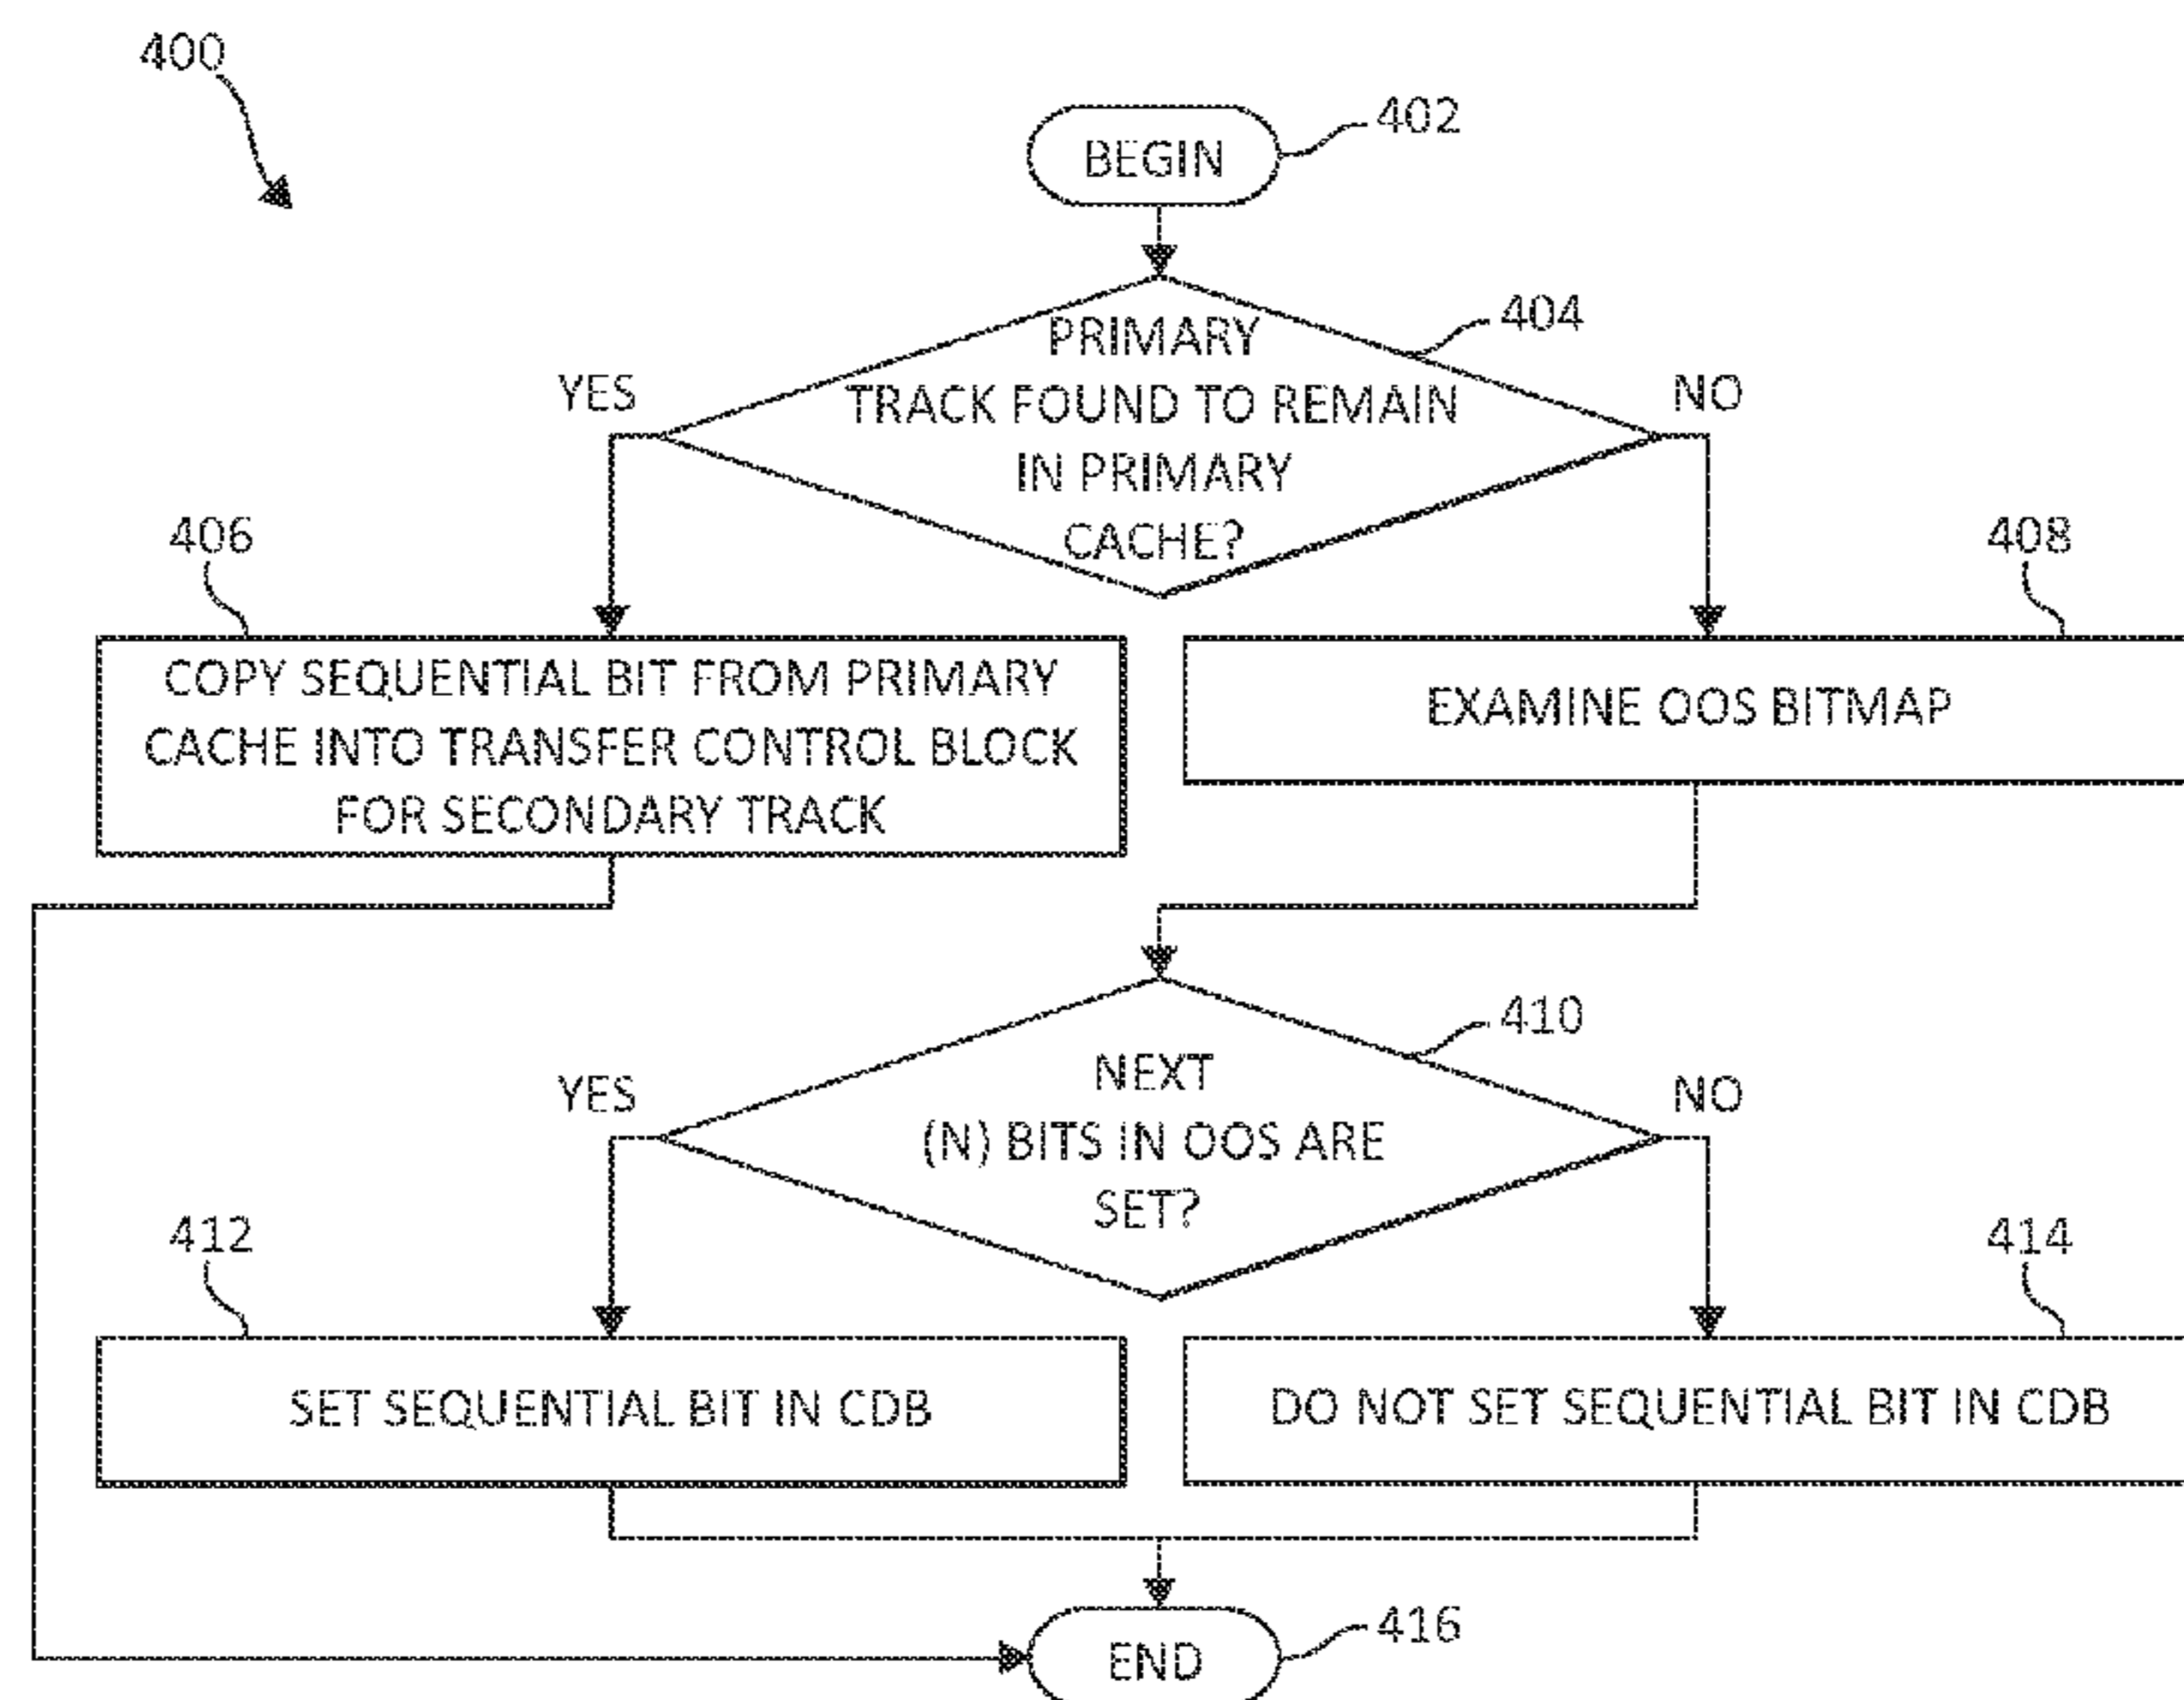 400
BEGIN
402
PRIMARY
TRACK FOUND TO REMAIN
IN PRIMARY
CACHE?
404
YES
NO
406
COPY SEQUENTIAL BIT FROM PRIMARY
CACHE INTO TRANSFER CONTROL BLOCK
FOR SECONDARY TRACK
408
EXAMINE OOS BITMAP
NEXT
(N) BITS IN OOS ARE
SET?
410
YES
NO
412
SET SEQUENTIAL BIT IN CDB
414
DO NOT SET SEQUENTIAL BIT IN CDB
END
416